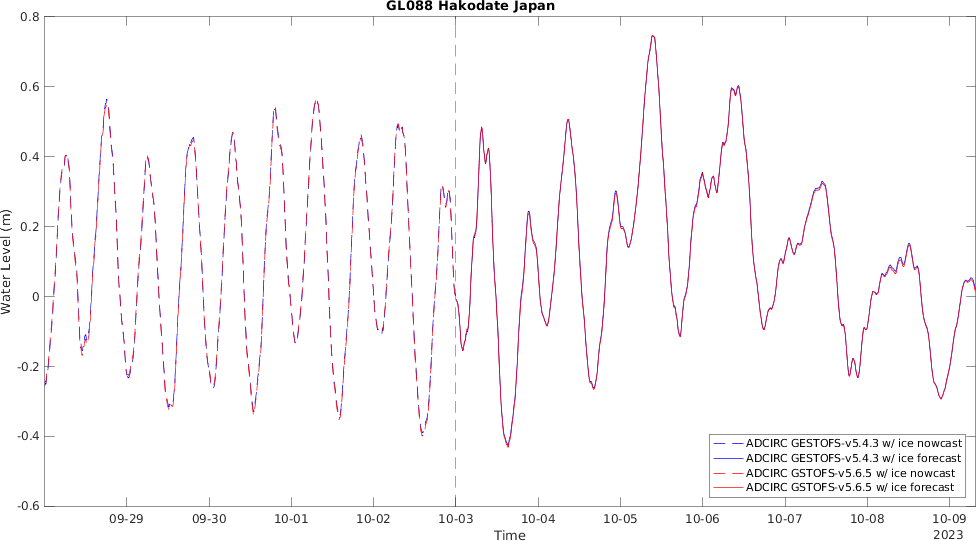 GL088 Hakodate Japan
0.8
0.6
0.4
0.2
0
-0.2
-0.4
-0.6
Water Level (m)
ADCIRC GESTOFS-v5.4.3 w/ ice nowcast
ADCIRC GESTOFS-v5.4.3 w/ ice forecast
ADCIRC GSTOFS-v5.6.5 w/ ice nowcast
ADCIRC GSTOFS-v5.6.5 w/ ice forecast
09-29 09-30 10-01 10-02 10-03 10-04 10-05 10-06 10-07 10-08 10-09
Time 2023